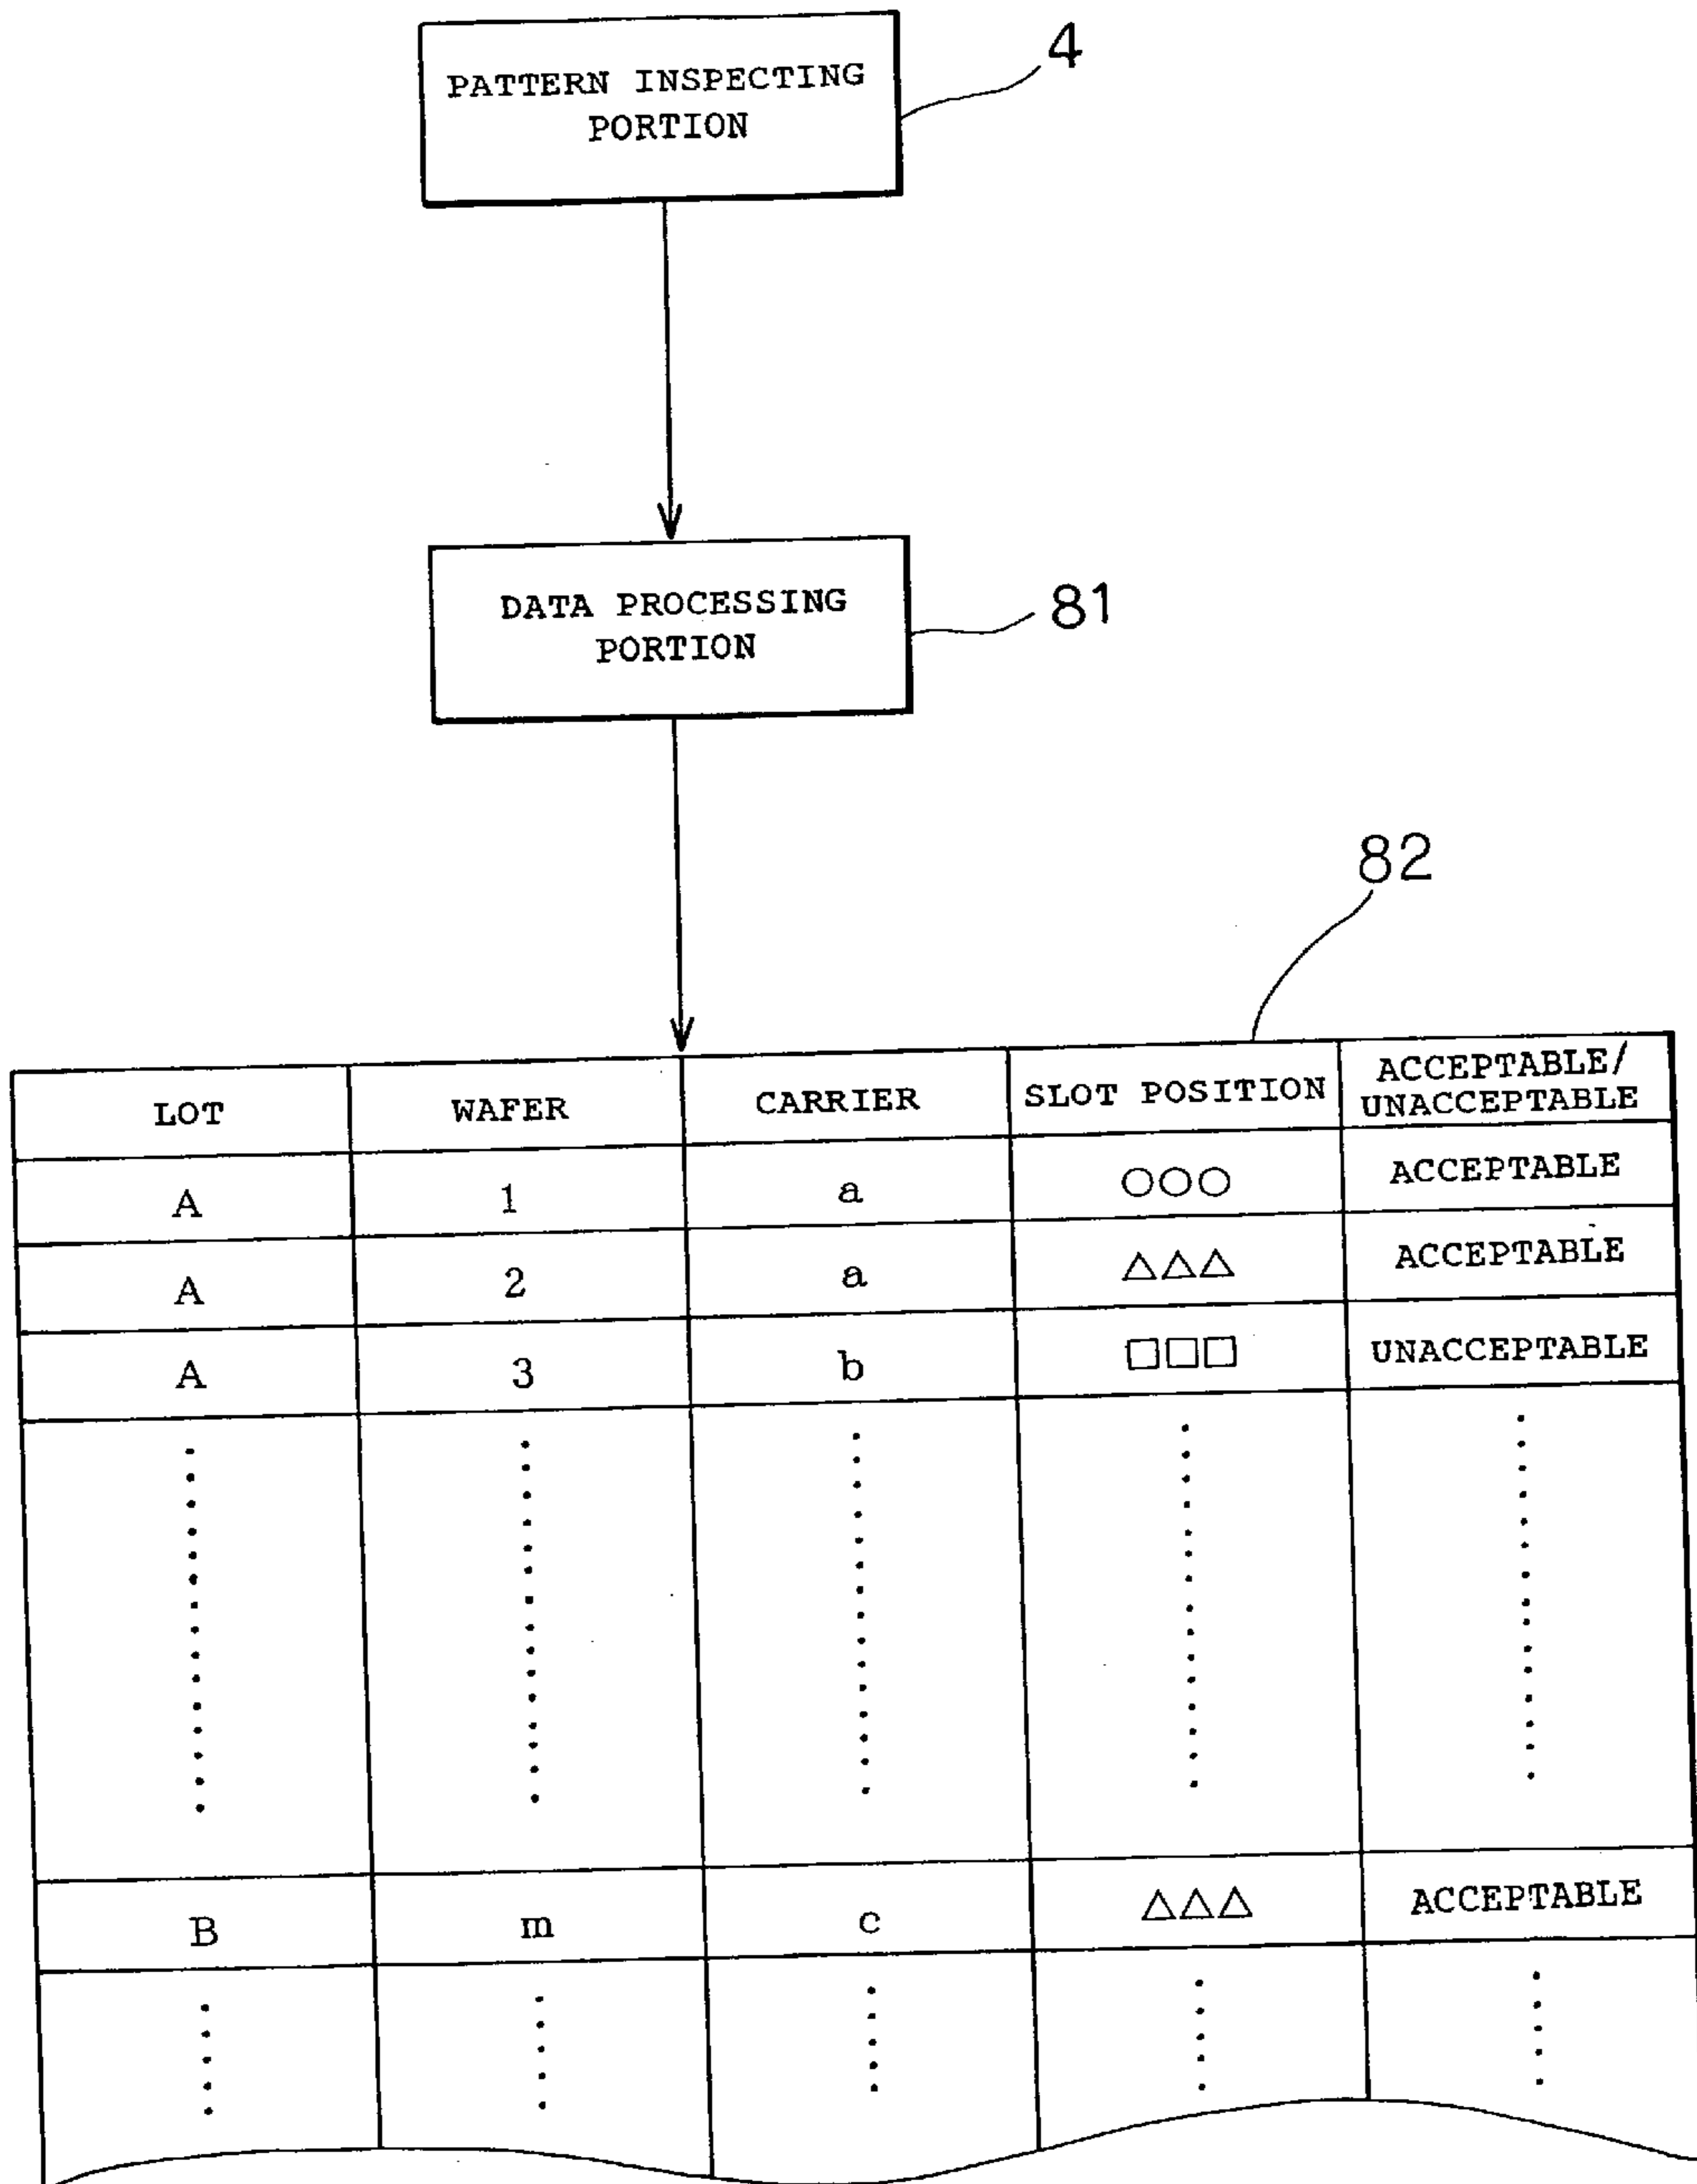 PATTERN INSPECTING
PORTION
4
DATA PROCESSING
PORTION
81
82
LOT WAFER CARRIER SLOT POSITION ACCEPTABLE/
UNACCEPTABLE
A 1 a ○○○ ACCEPTABLE
A 2 a △△△ ACCEPTABLE
A 3 b □□□ UNACCEPTABLE
B m c △△△ ACCEPTABLE